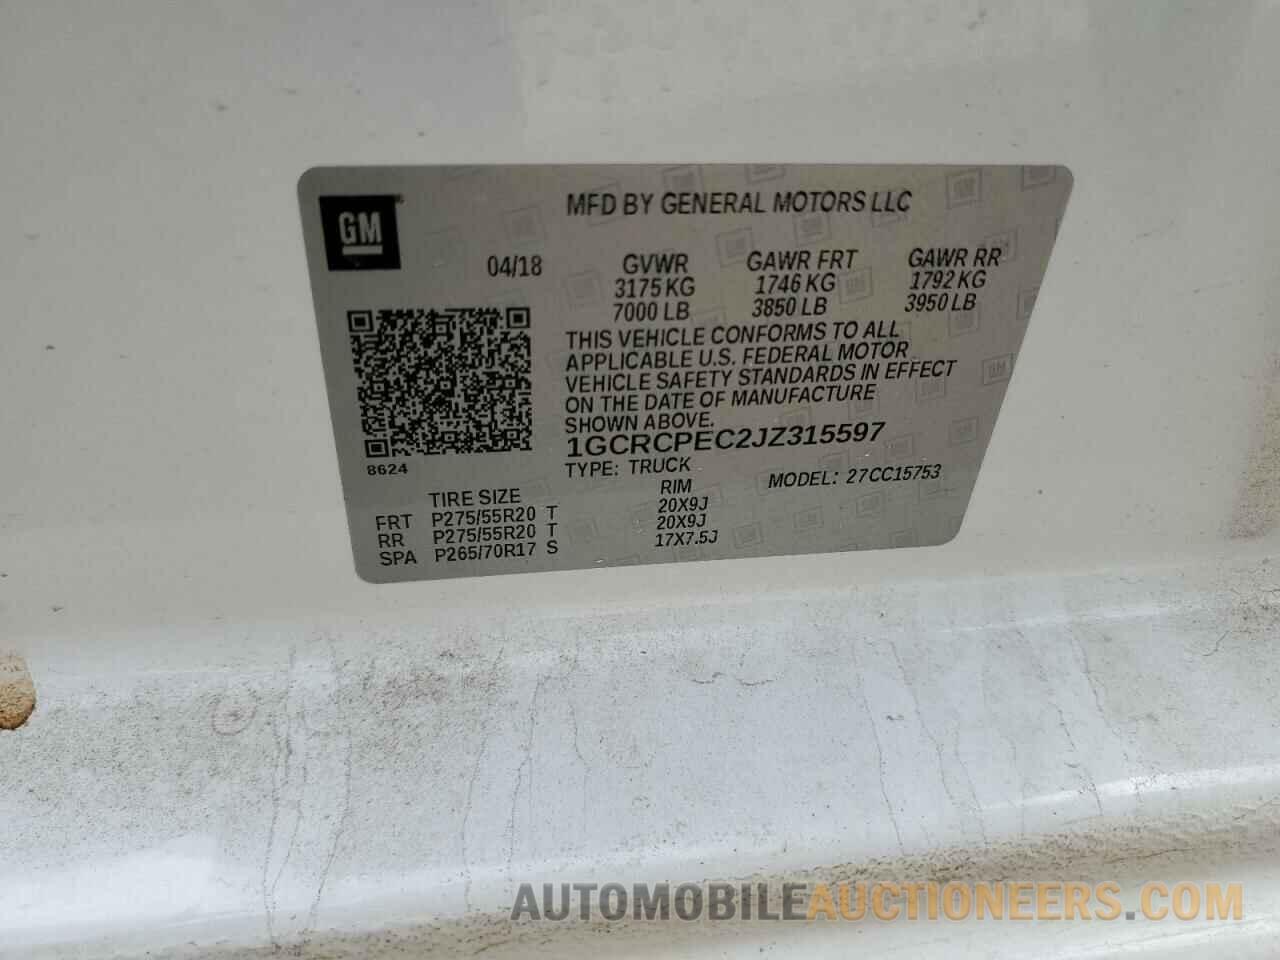 GM
MFD BY GENERAL MOTORS LLC
04/18
GVWR GAWR FRT GAWR RR
3175 KG 1746 KG 1792 KG
7000 LB 3850 LB 3950 LB
THIS VEHICLE CONFORMS TO ALL
APPLICABLE U.S. FEDERAL MOTOR
VEHICLE SAFETY STANDARDS IN EFFECT
ON THE DATE OF MANUFACTURE
SHOWN ABOVE.
1GCRCPEC2JZ315597
8624
TYPE: TRUCK MODEL: 27CC15753
TIRE SIZE RIM
FRT P275/55R20 T 20X9J
RR P275/55R20 T 20X9J
SPA P265/70R17 S 17X7.5J
AUTOMOBILEAUCTIONEERS.COM